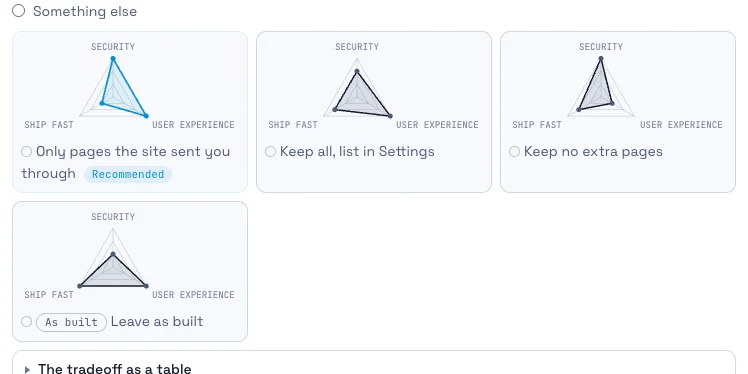 Something else
SECURITY
SHIP FAST
USER EXPERIENCE
Only pages the site sent you
through Recommended
SECURITY
SHIP FAST
USER EXPERIENCE
Keep all, list in Settings
SECURITY
SHIP FAST
USER EXPERIENCE
Keep no extra pages
SECURITY
SHIP FAST
USER EXPERIENCE
As built Leave as built
The tradeoff as a table